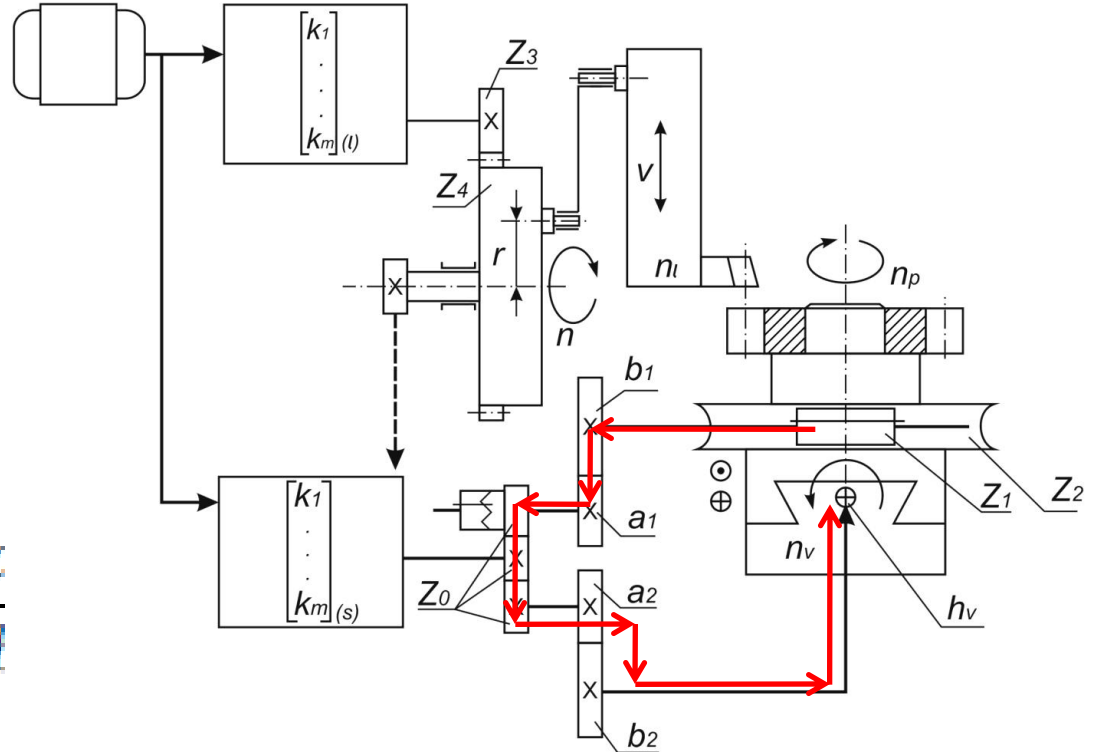 k1
.
.
.
km (l)
Z3
Z4
r
n
v
nl
np
b1
a1
Z1
Z2
k1
.
.
.
km (s)
Z0
a2
b2
nv
hv
X
X
X
X
X
X
X
X